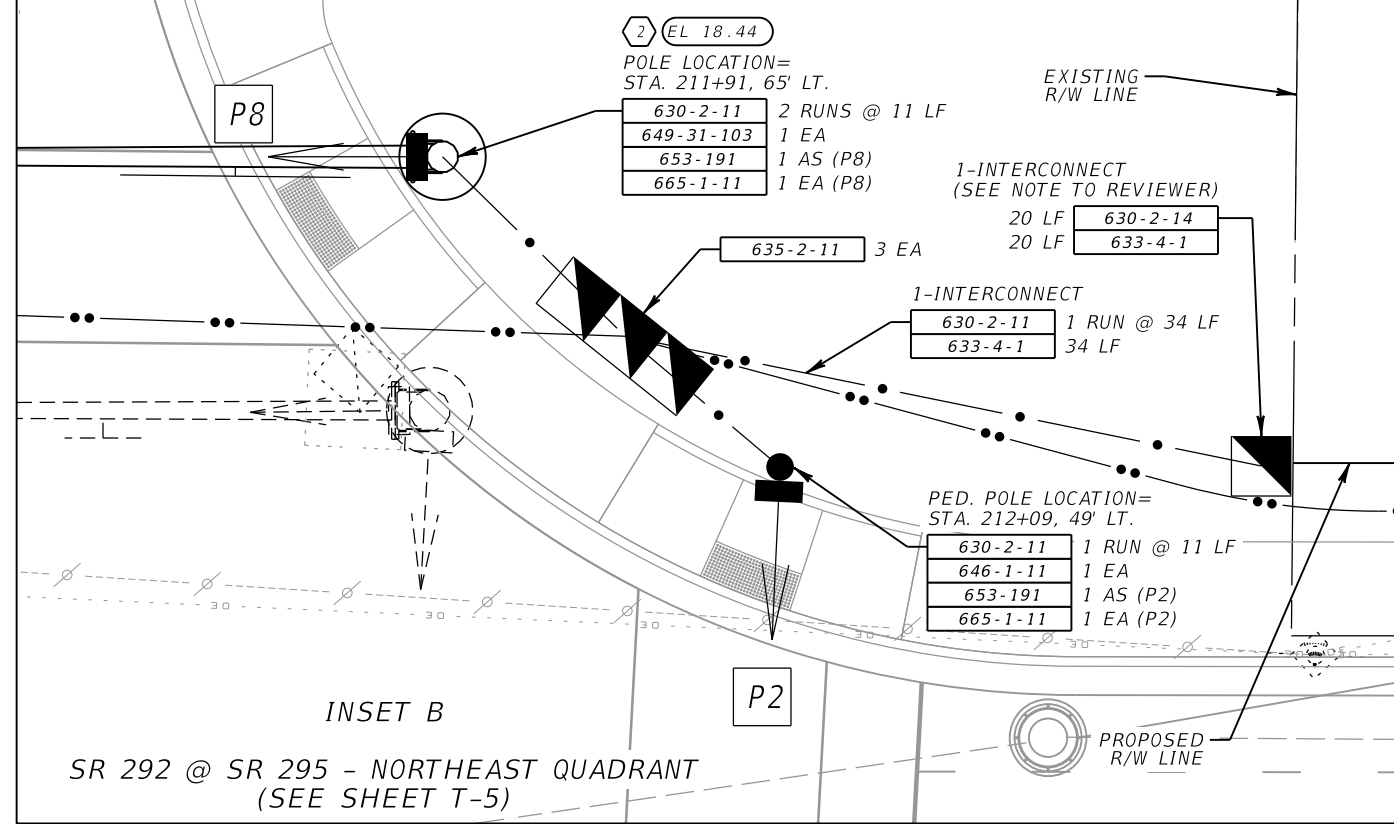 2 EL 18.44
POLE LOCATION=
STA. 211+91, 65' LT.
630-2-11 2 RUNS @ 11 LF
649-31-103 1 EA
653-191 1 AS (P8)
665-1-11 1 EA (P8)
P8
EXISTING
R/W LINE
1-INTERCONNECT
(SEE NOTE TO REVIEWER)
20 LF 630-2-14
20 LF 633-4-1
635-2-11 3 EA
1-INTERCONNECT
630-2-11 1 RUN @ 34 LF
633-4-1 34 LF
PED. POLE LOCATION=
STA. 212+09, 49' LT.
630-2-11 1 RUN @ 11 LF
646-1-11 1 EA
653-191 1 AS (P2)
665-1-11 1 EA (P2)
P2
PROPOSED
R/W LINE
INSET B
SR 292 @ SR 295 - NORTHEAST QUADRANT
(SEE SHEET T-5)